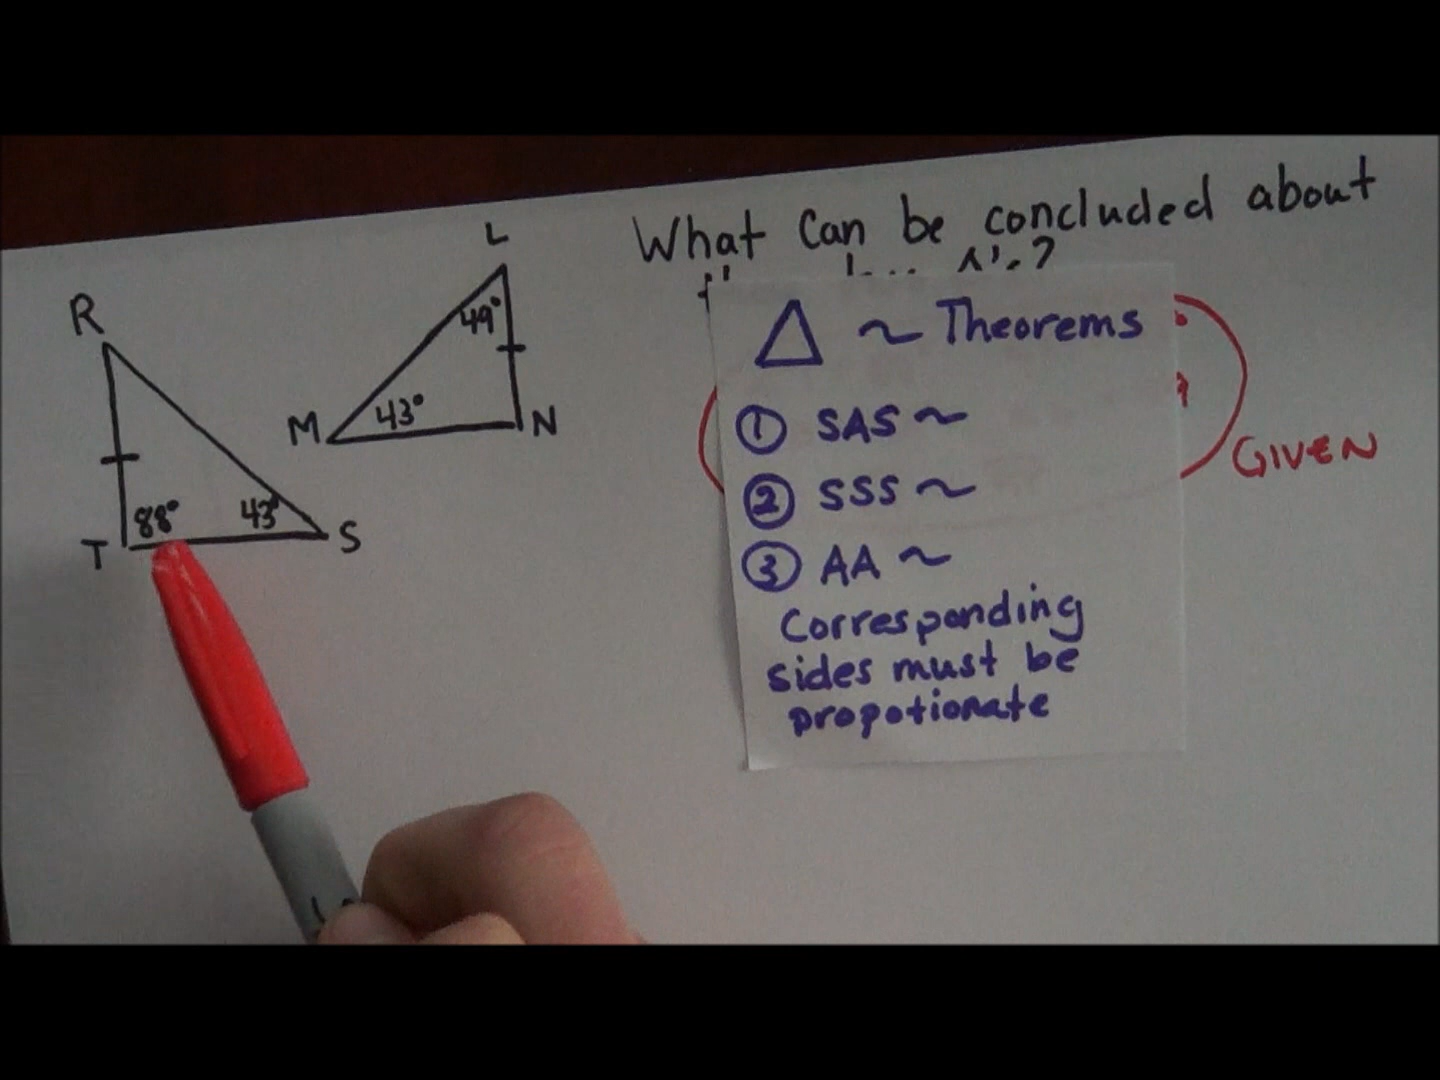 What can be concluded about
R
L
49°
M
43°
N
88°
43°
T
S
△ ~ Theorems
① SAS ~
② SSS ~
③ AA ~
Corresponding
sides must be
propotionate
GIVEN